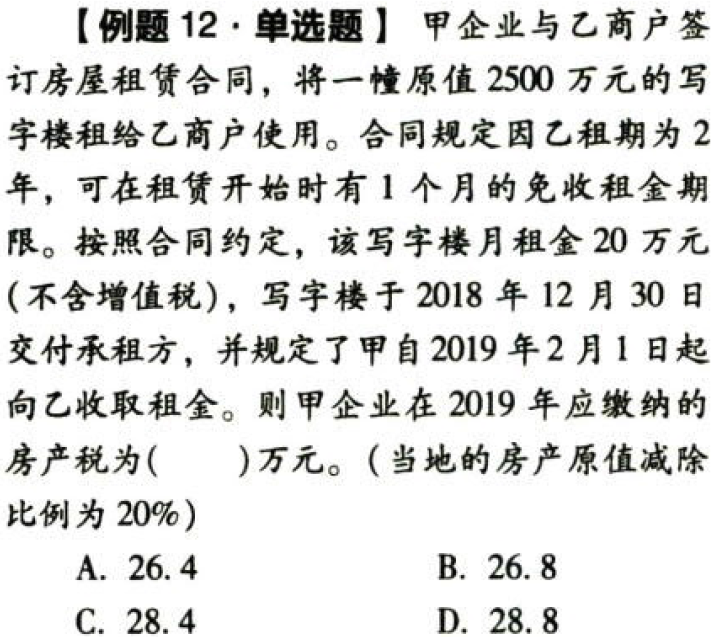 【例题 12·单选题】 甲企业与乙商户签
订房屋租赁合同，将一幢原值 2500 万元的写
字楼租给乙商户使用。合同规定因乙租期为 2
年，可在租赁开始时有 1 个月的免收租金期
限。按照合同约定，该写字楼月租金 20 万元
(不含增值税)，写字楼于 2018 年 12 月 30 日
交付承租方，并规定了甲自 2019 年 2 月 1 日起
向乙收取租金。则甲企业在 2019 年应缴纳的
房产税为(　　)万元。(当地的房产原值减除
比例为 20%)
A. 26.4　　B. 26.8
C. 28.4　　D. 28.8